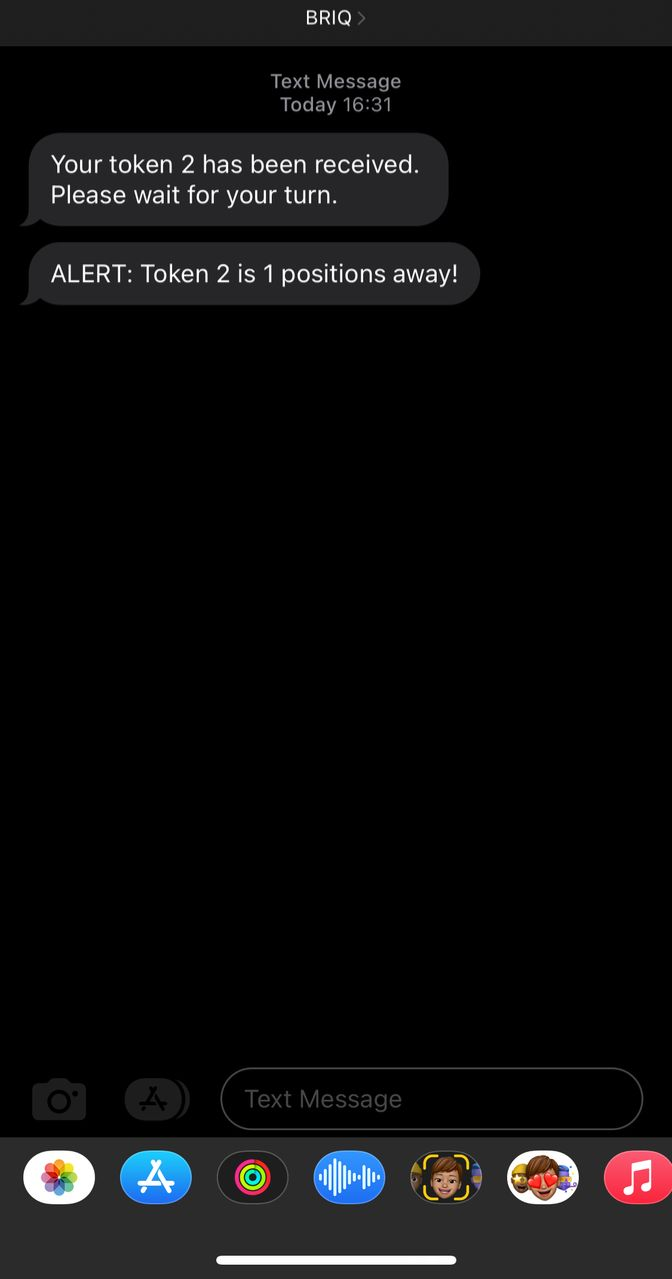 BRIQ
Text Message
Today 16:31
Your token 2 has been received.
Please wait for your turn.
ALERT: Token 2 is 1 positions away!
Text Message